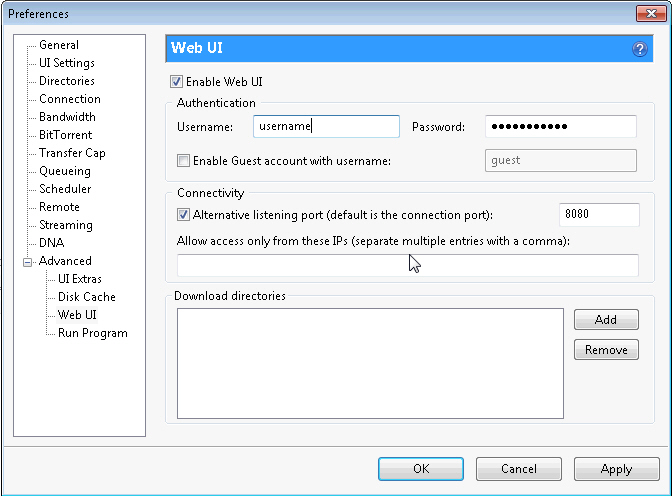 Preferences
General
UI Settings
Directories
Connection
Bandwidth
BitTorrent
Transfer Cap
Queueing
Scheduler
Remote
Streaming
DNA
Advanced
UI Extras
Disk Cache
Web UI
Run Program
Web UI
Enable Web UI
Authentication
Username: username Password: ●●●●●●●●●●●
Enable Guest account with username: guest
Connectivity
Alternative listening port (default is the connection port): 8080
Allow access only from these IPs (separate multiple entries with a comma):
Download directories
Add
Remove
OK Cancel Apply